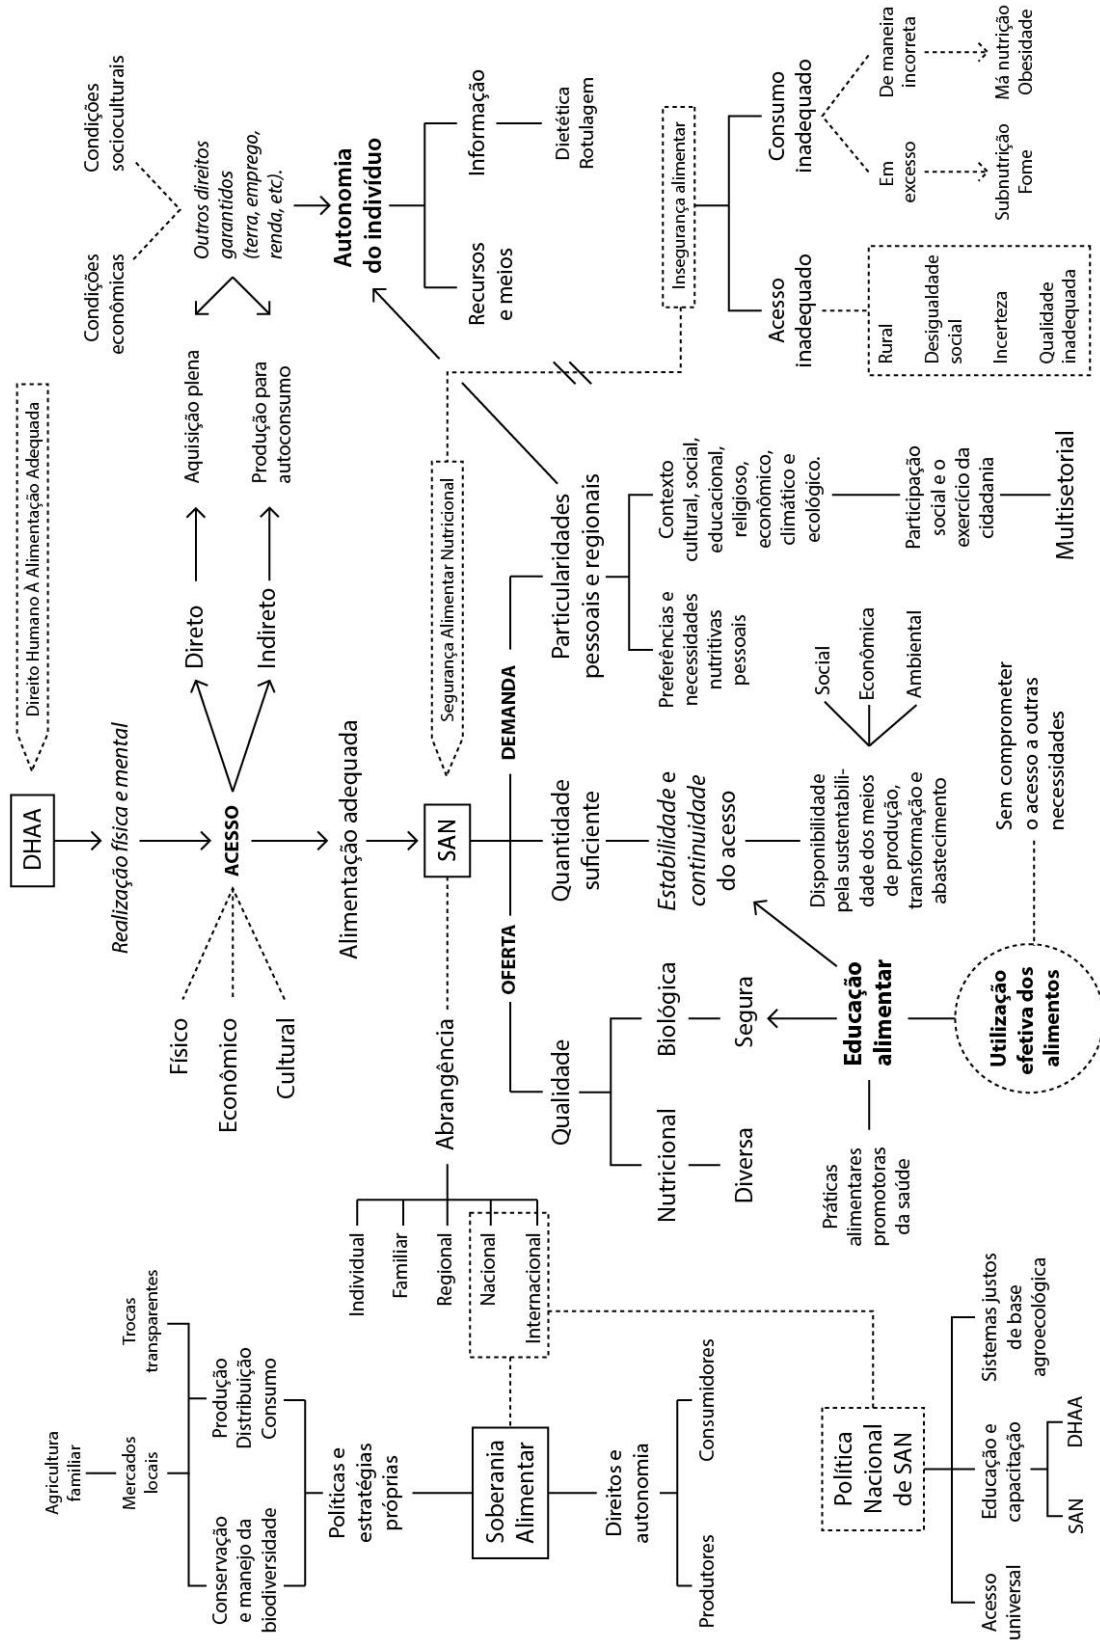 Agricultura
familiar
Mercados
locais
Trocas
transparentes
Conservação
e manejo da
biodiversidade
Produção
Distribuição
Consumo
Políticas e
estratégias
próprias
Soberania
Alimentar
Direitos e
autonomia
Produtores
Consumidores
Individual
Familiar
Regional
Nacional
Internacional
Abrangência
Política
Nacional
de SAN
Acesso
universal
Educação e
capacitação
Sistemas justos
de base
agroecológica
SAN
DHAA
DHAA
Direito Humano À Alimentação Adequada
Realização física e mental
Físico
Econômico
Cultural
ACESSO
Direto
Indireto
Aquisição plena
Produção para
autoconsumo
Condições
econômicas
Condições
socioculturais
Outros direitos
garantidos
(terra, emprego,
renda, etc).
Autonomia
do indivíduo
Recursos
e meios
Informação
Dietética
Rotulagem
Alimentação adequada
SAN
Segurança Alimentar Nutricional
OFERTA
DEMANDA
Qualidade
Nutricional
Biológica
Diversa
Segura
Quantidade
suficiente
Estabilidade e
continuidade
do acesso
Disponibilidade
pela sustentabili-
dade dos meios
de produção,
transformação e
abastecimento
Social
Econômica
Ambiental
Particularidades
pessoais e regionais
Preferências e
necessidades
nutritivas
pessoais
Contexto
cultural, social,
educacional,
religioso,
econômico,
climático e
ecológico.
Participação
social e o
exercício da
cidadania
Multisetorial
Práticas
alimentares
promotoras
da saúde
Educação
alimentar
Utilização
efetiva dos
alimentos
Sem comprometer
o acesso a outras
necessidades
Insegurança alimentar
Acesso
inadequado
Rural
Desigualdade
social
Incerteza
Qualidade
inadequada
Consumo
inadequado
Em
excesso
De maneira
incorreta
Subnutrição
Fome
Má nutrição
Obesidade